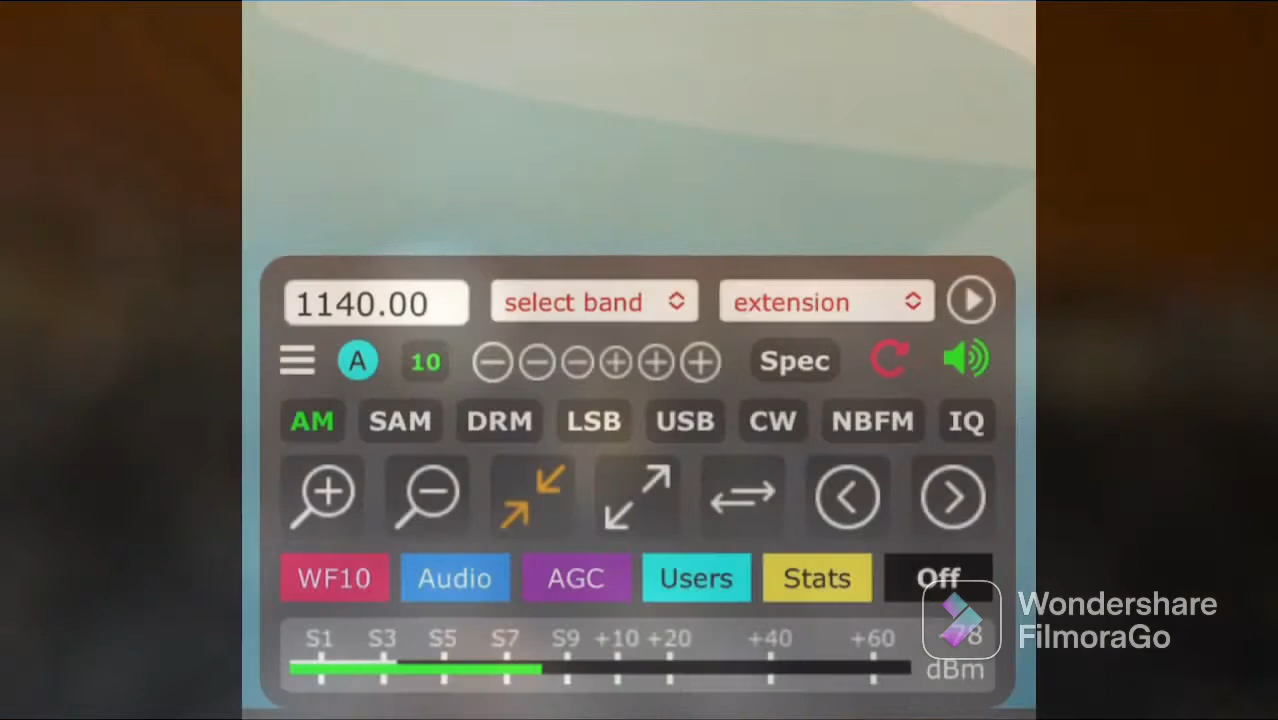 1140.00 select band extension
A 10 Spec
AM SAM DRM LSB USB CW NBFM IQ
WF10 Audio AGC Users Stats Off
S1 S3 S5 S7 S9 +10 +20 +40 +60 -78
dBm
Wondershare
FilmoraGo